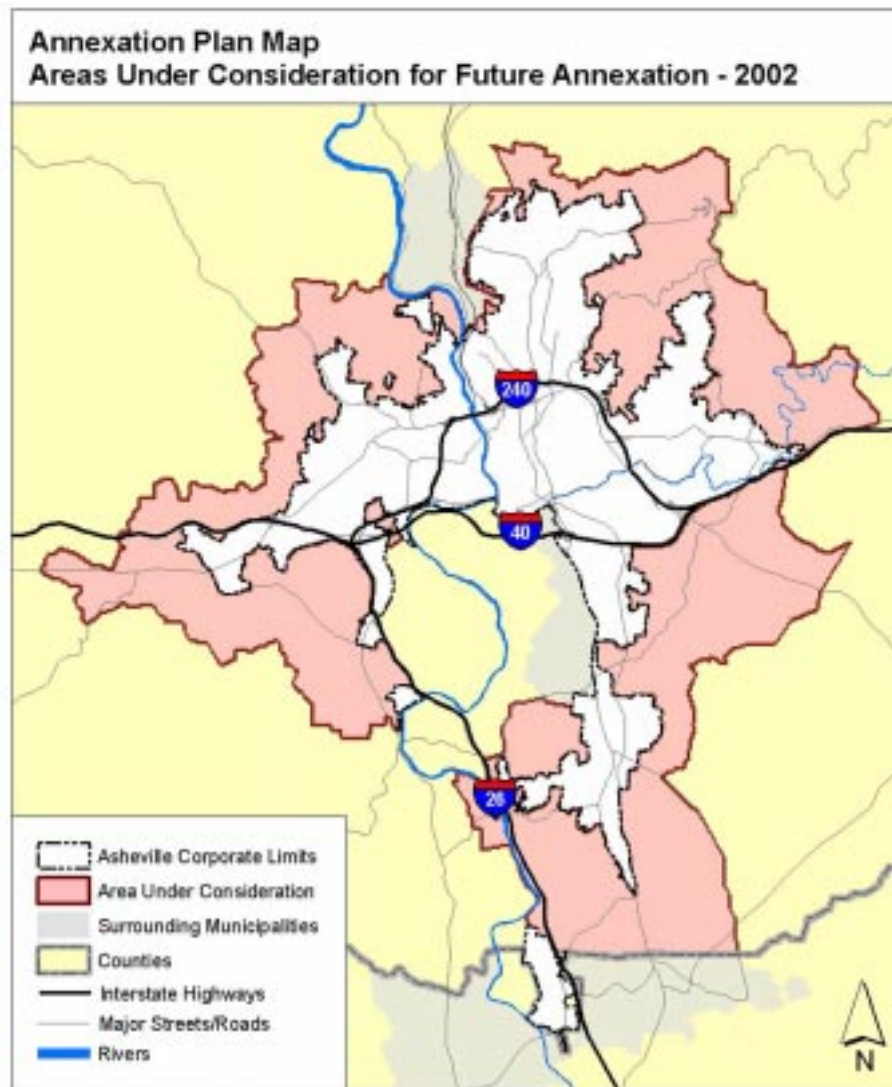 Annexation Plan Map
Areas Under Consideration for Future Annexation - 2002
240
40
26
Asheville Corporate Limits
Area Under Consideration
Surrounding Municipalities
Counties
Interstate Highways
Major Streets/Roads
Rivers
N